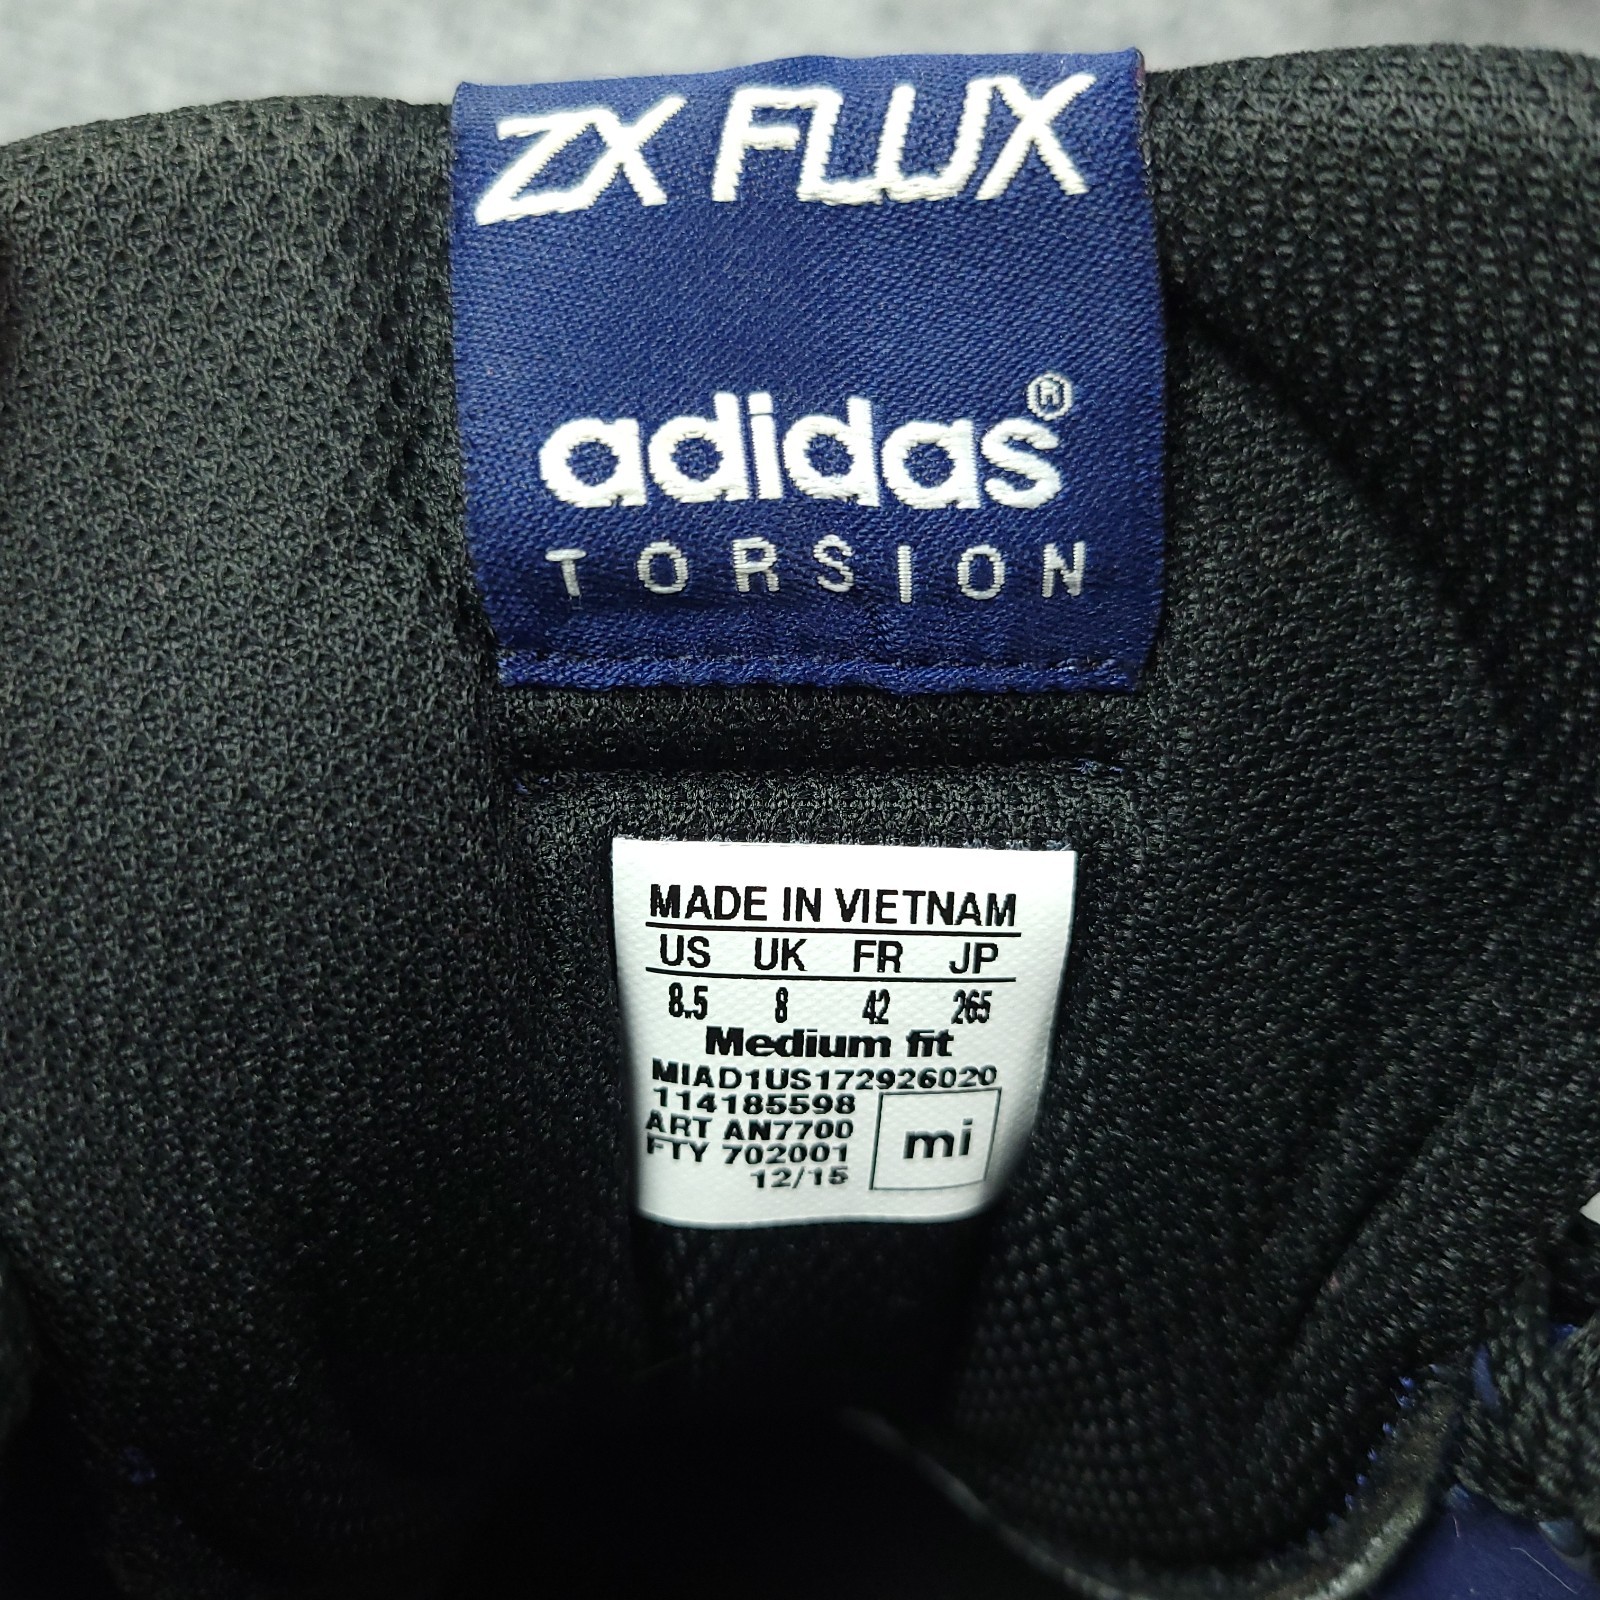 ZX FLUX
adidas®
TORSION
MADE IN VIETNAM
US UK FR JP
8.5 8 42 265
Medium fit
MIAD1US172926020
114185598
ART AN7700
FTY 702001
12/15
mi